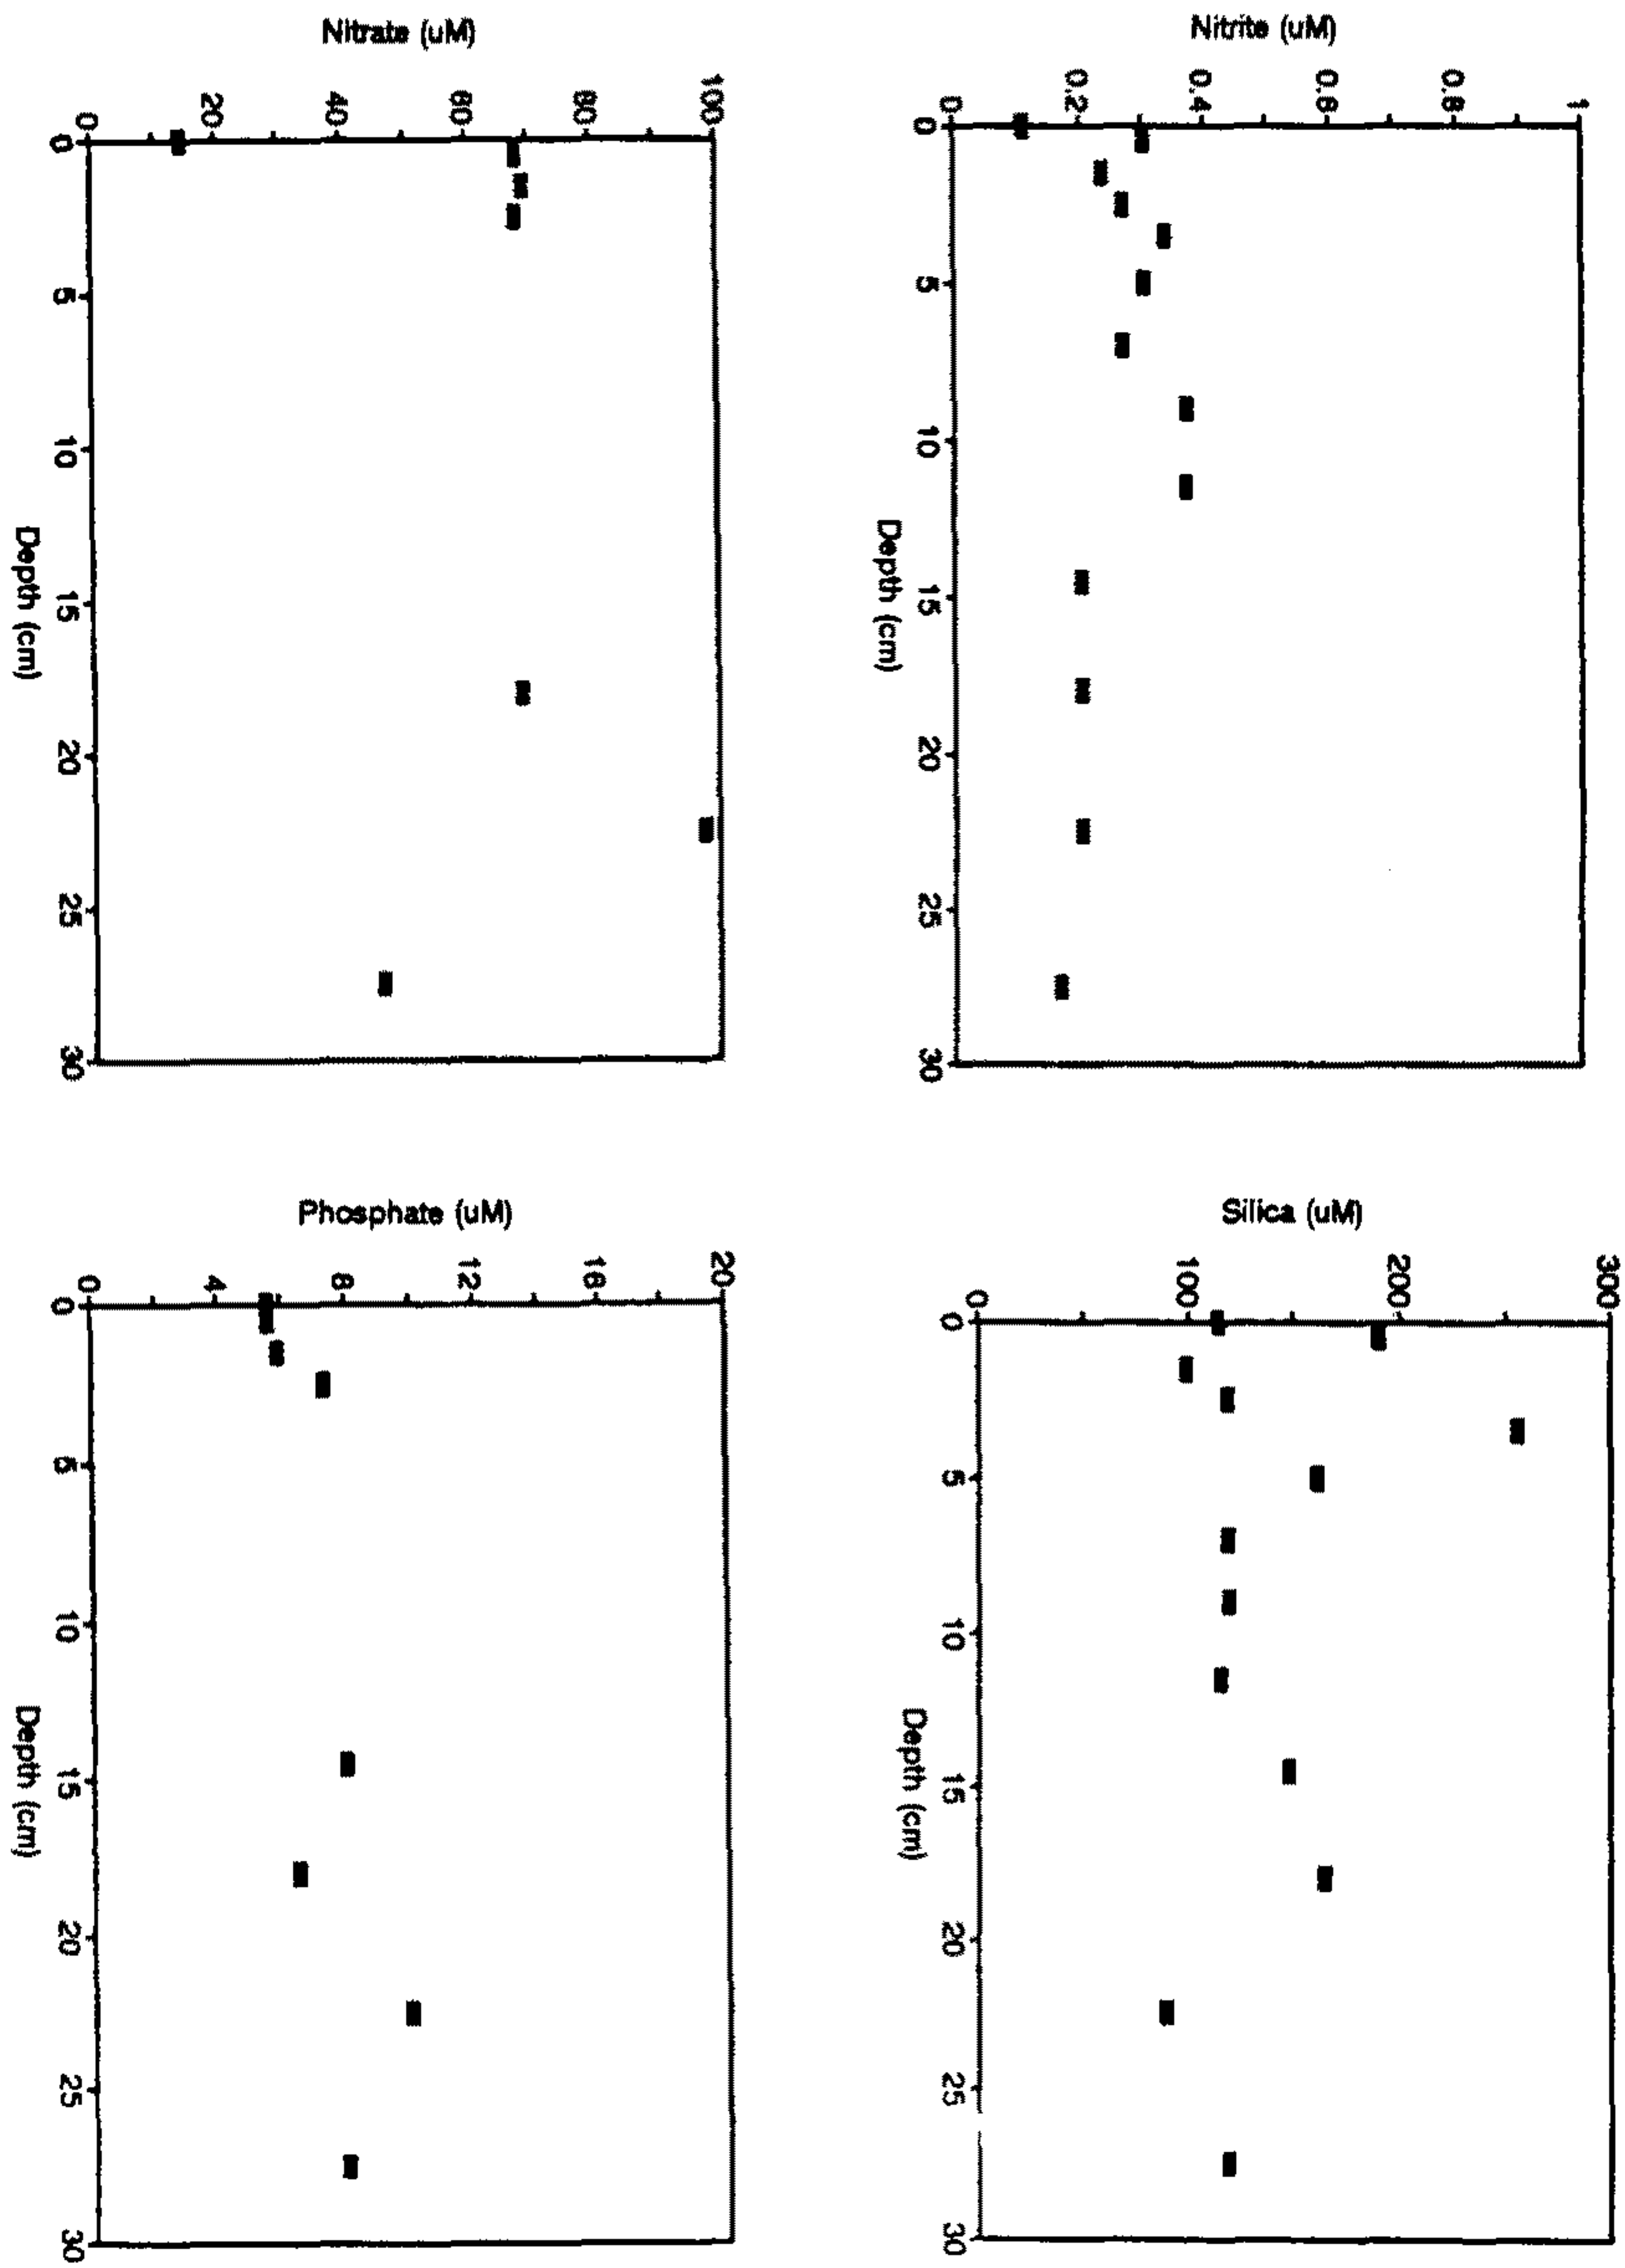 Nitrite (uM)
1
0.8
0.6
0.4
0.2
0
0 5 10 15 20 25 30
Depth (cm)
Silica (uM)
300
200
100
0
0 5 10 15 20 25 30
Depth (cm)
Nitrate (uM)
100
80
60
40
20
0
0 5 10 15 20 25 30
Depth (cm)
Phosphate (uM)
20
16
12
8
4
0
0 5 10 15 20 25 30
Depth (cm)